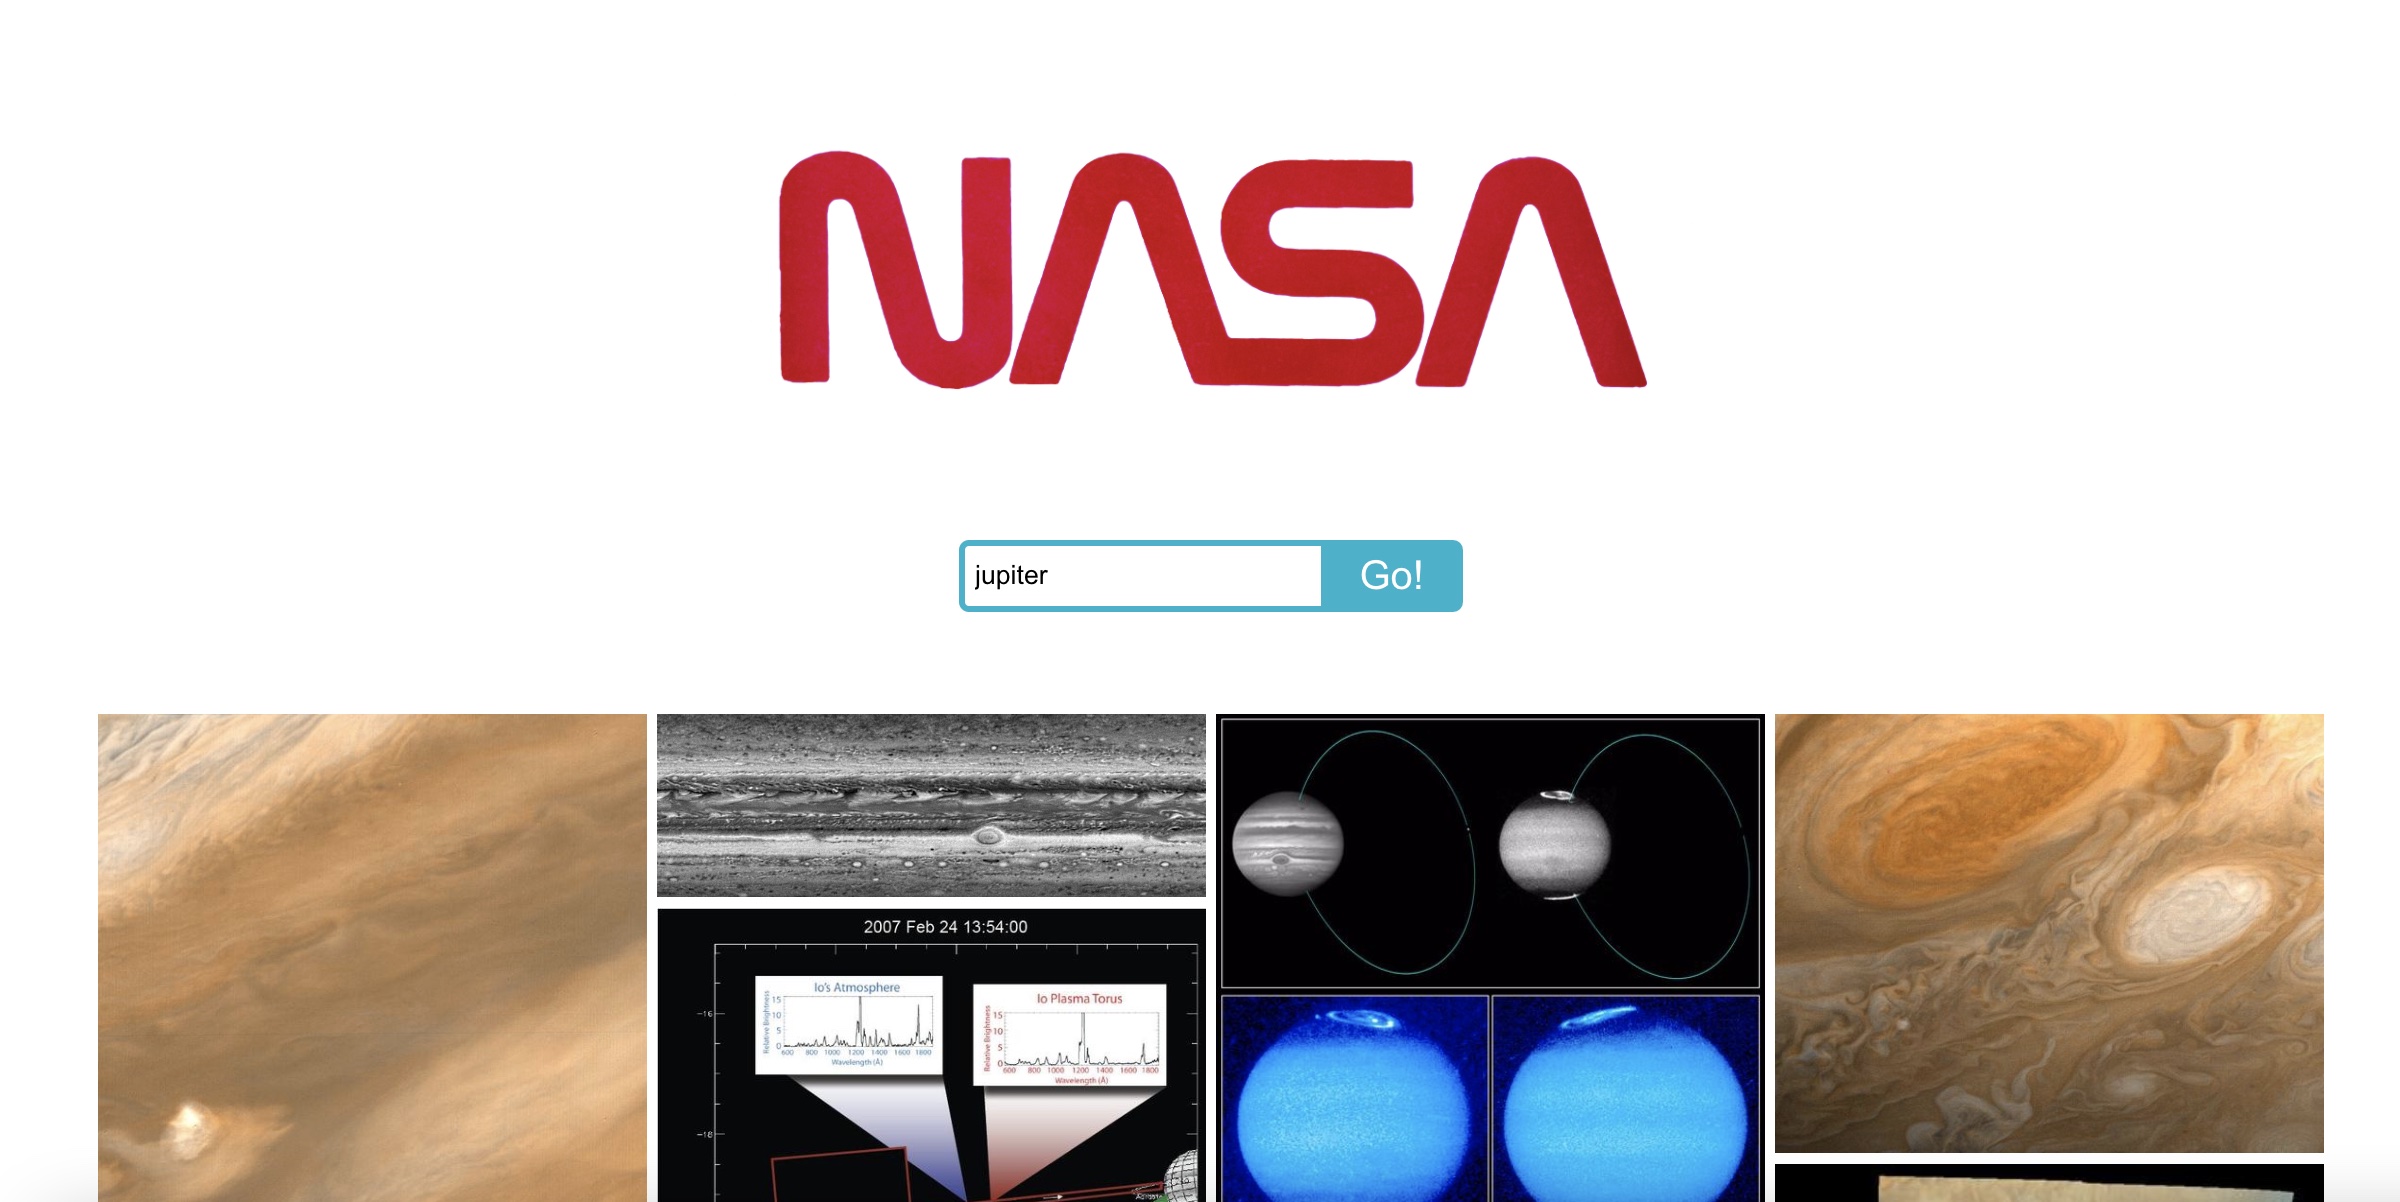 NASA
jupiter
Go!
2007 Feb 24 13:54:00
Io's Atmosphere
Relative Brightness
15
10
5
0
600 800 1000 1200 1400 1600 1800
Wavelength (Å)
Io Plasma Torus
Relative Brightness
15
10
5
0
600 800 1000 1200 1400 1600 1800
Wavelength (Å)
-16
-18